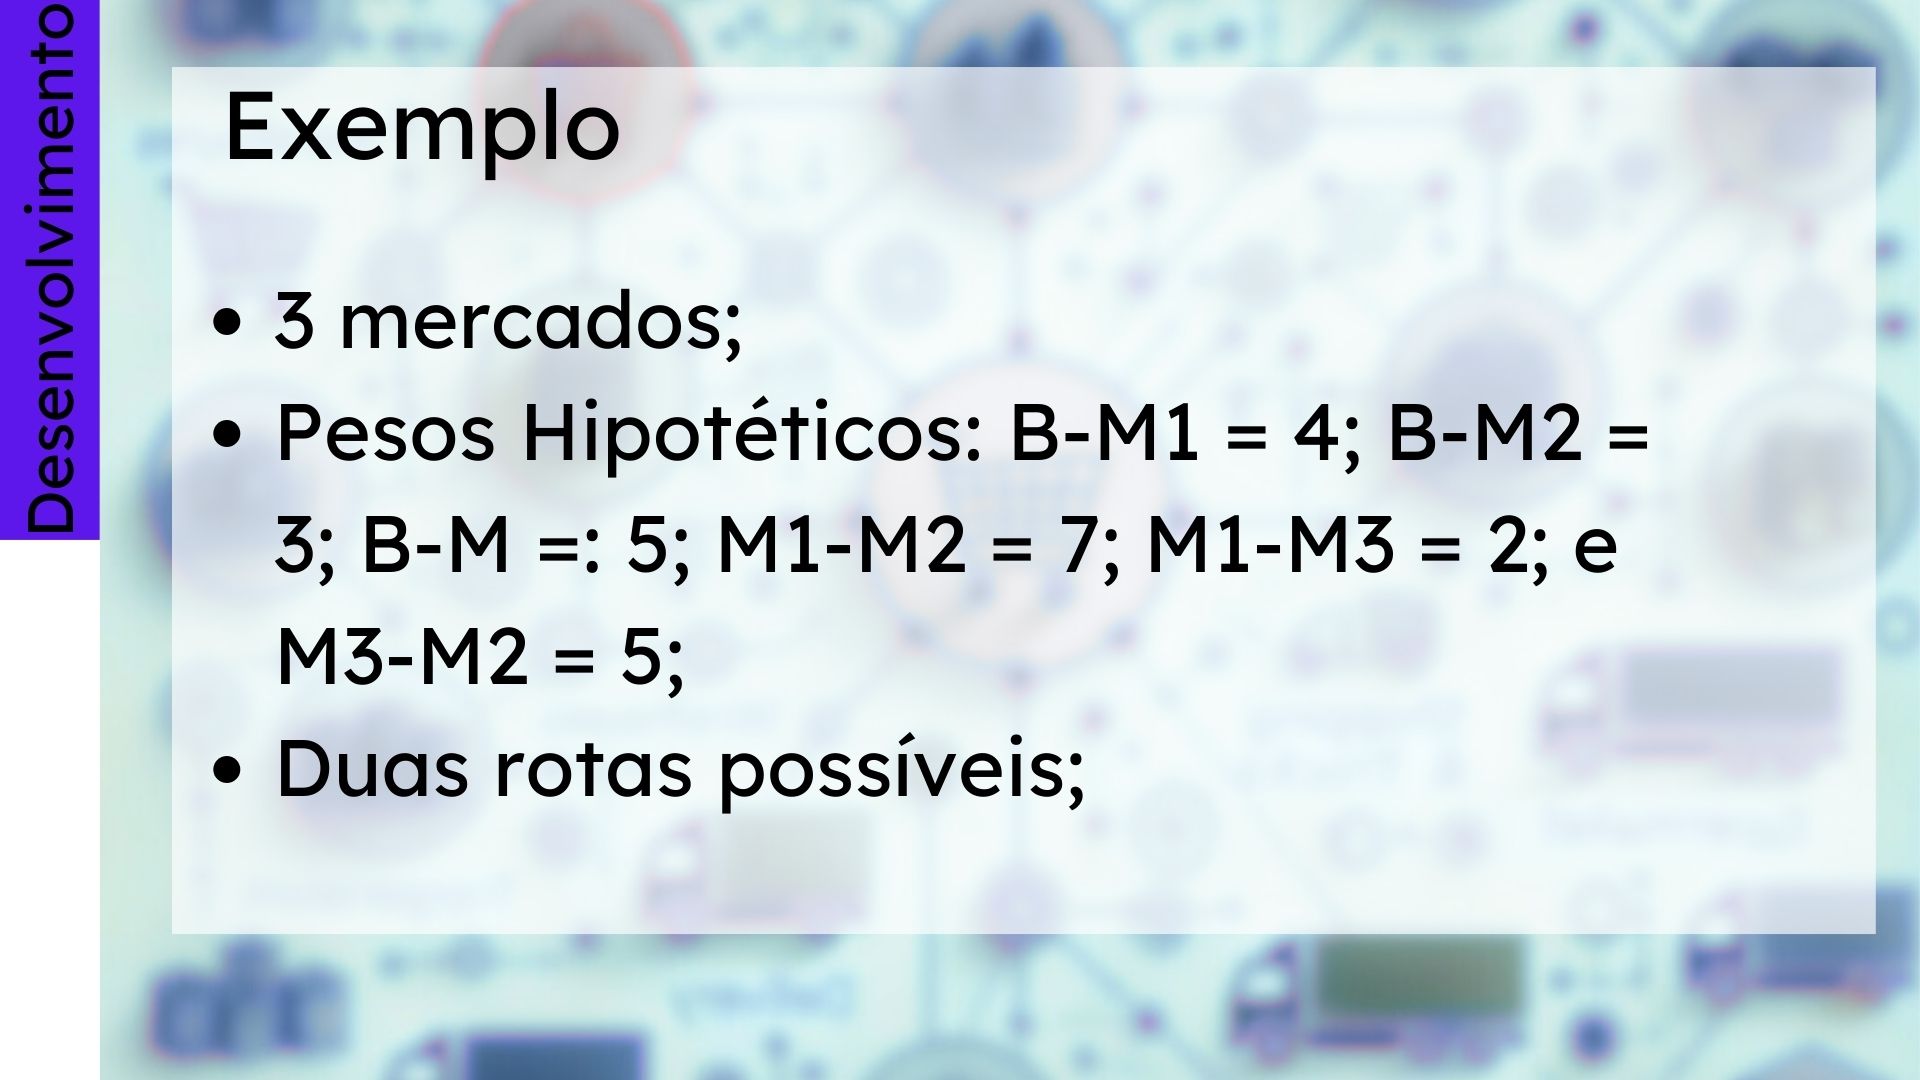 Desenvolvimento
Exemplo
• 3 mercados;
• Pesos Hipotéticos: B-M1 = 4; B-M2 =
3; B-M =: 5; M1-M2 = 7; M1-M3 = 2; e
M3-M2 = 5;
• Duas rotas possíveis;